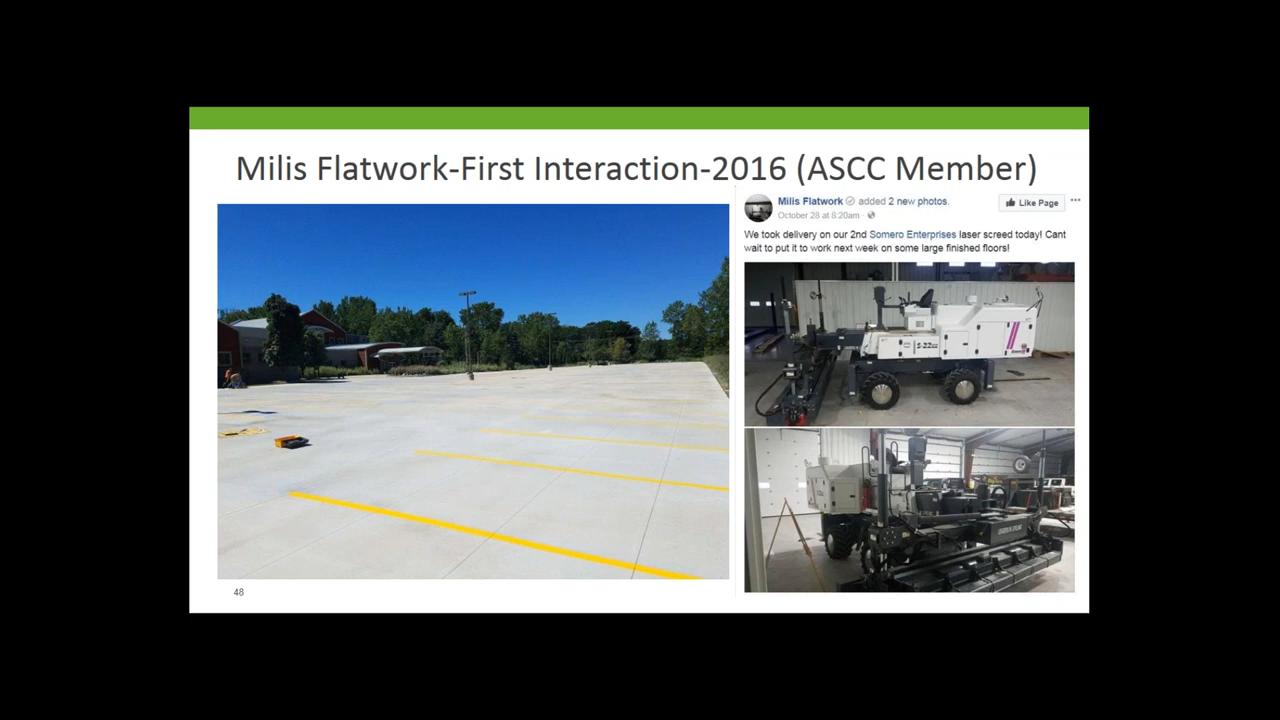 Milis Flatwork-First Interaction-2016 (ASCC Member)
Milis Flatwork added 2 new photos.
October 28 at 8:20am ·
Like Page
We took delivery on our 2nd Somero Enterprises laser screed today! Cant
wait to put it to work next week on some large finished floors!
S-22
48